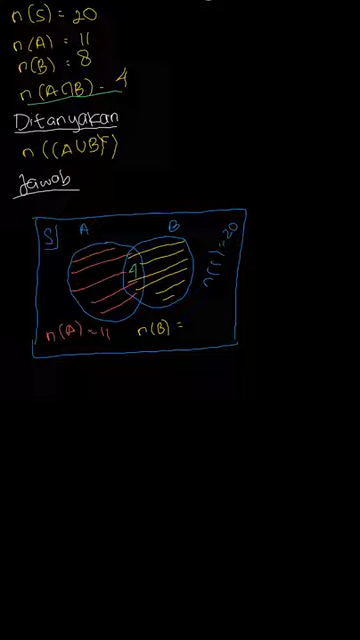 n(S) = 20
n(A) = 11
n(B) = 8
n(A∩B) = 4
Ditanyakan
n((A∪B)ᶜ)
Jawab
S A B
n(S) = 20
4
n(A) = 11 n(B) =